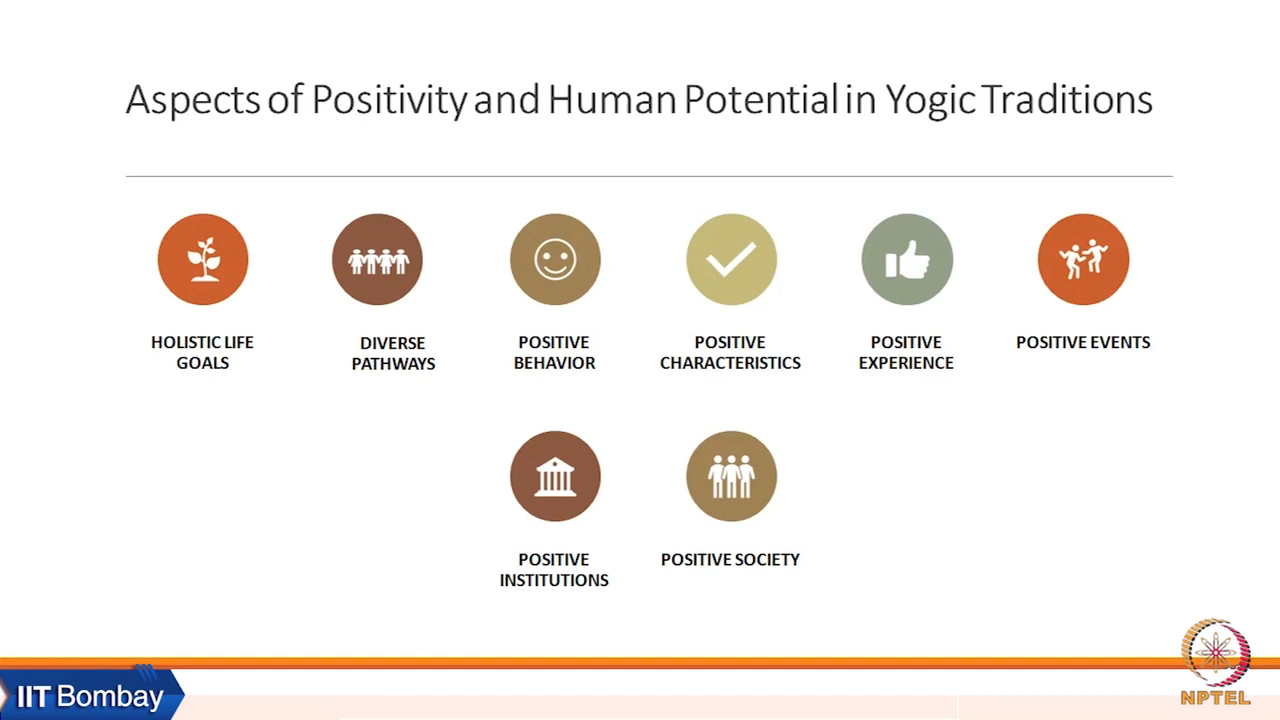 Aspects of Positivity and Human Potential in Yogic Traditions
HOLISTIC LIFE
GOALS
DIVERSE
PATHWAYS
POSITIVE
BEHAVIOR
POSITIVE
CHARACTERISTICS
POSITIVE
EXPERIENCE
POSITIVE EVENTS
POSITIVE
INSTITUTIONS
POSITIVE SOCIETY
IIT Bombay
NPTEL